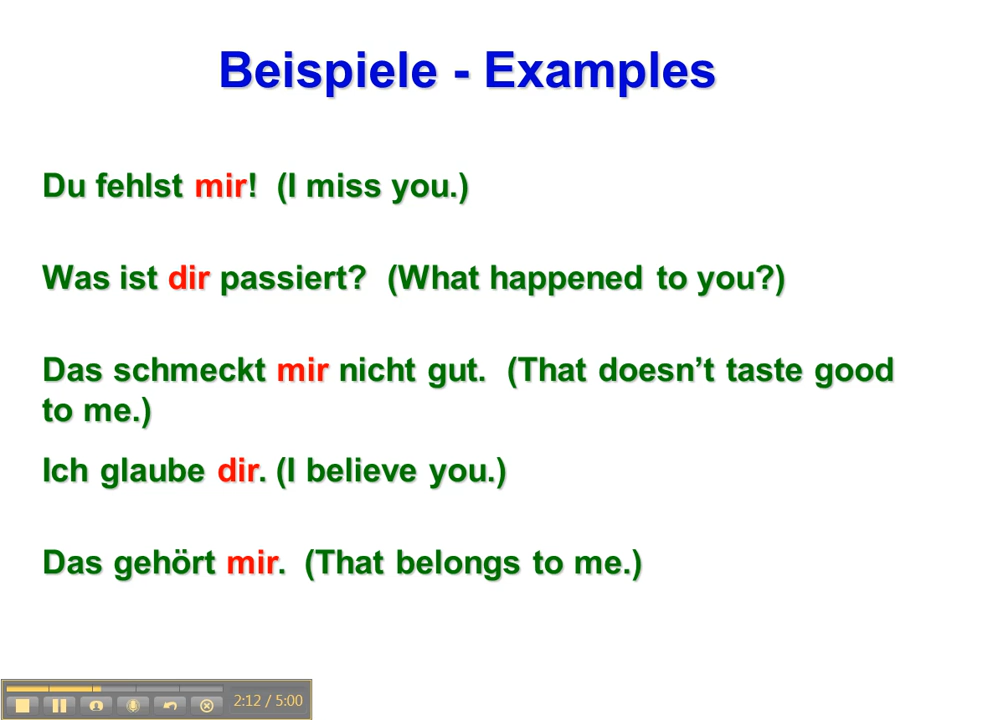 Beispiele - Examples
Du fehlst mir! (I miss you.)
Was ist dir passiert? (What happened to you?)
Das schmeckt mir nicht gut. (That doesn’t taste good
to me.)
Ich glaube dir. (I believe you.)
Das gehört mir. (That belongs to me.)
2:12 / 5:00